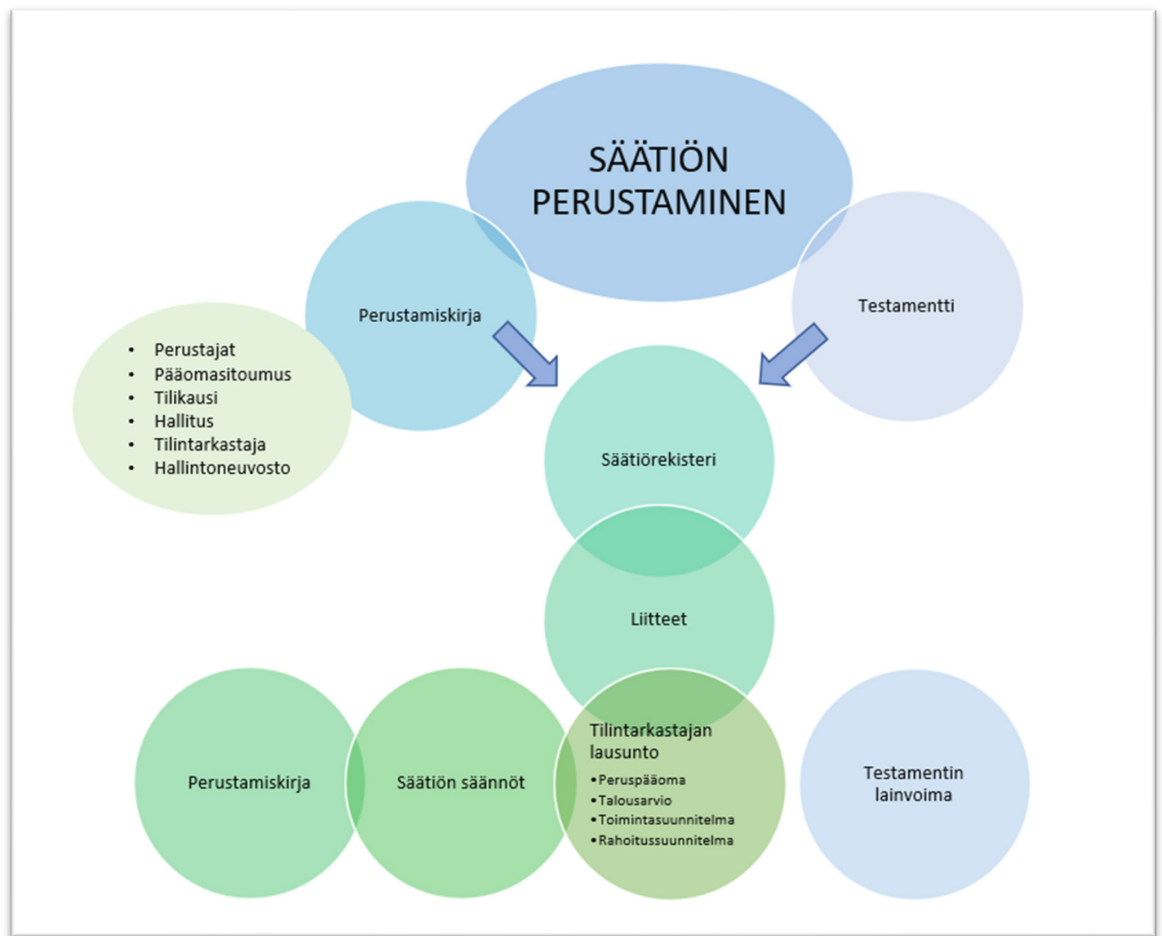 SÄÄTIÖN
PERUSTAMINEN
Perustamiskirja
Testamentti
• Perustajat
• Pääomasitoumus
• Tilikausi
• Hallitus
• Tilintarkastaja
• Hallintoneuvosto
Säätiörekisteri
Liitteet
Perustamiskirja
Säätiön säännöt
Tilintarkastajan
lausunto
•Peruspääoma
•Talousarvio
•Toimintasuunnitelma
•Rahoitussuunnitelma
Testamentin
lainvoima